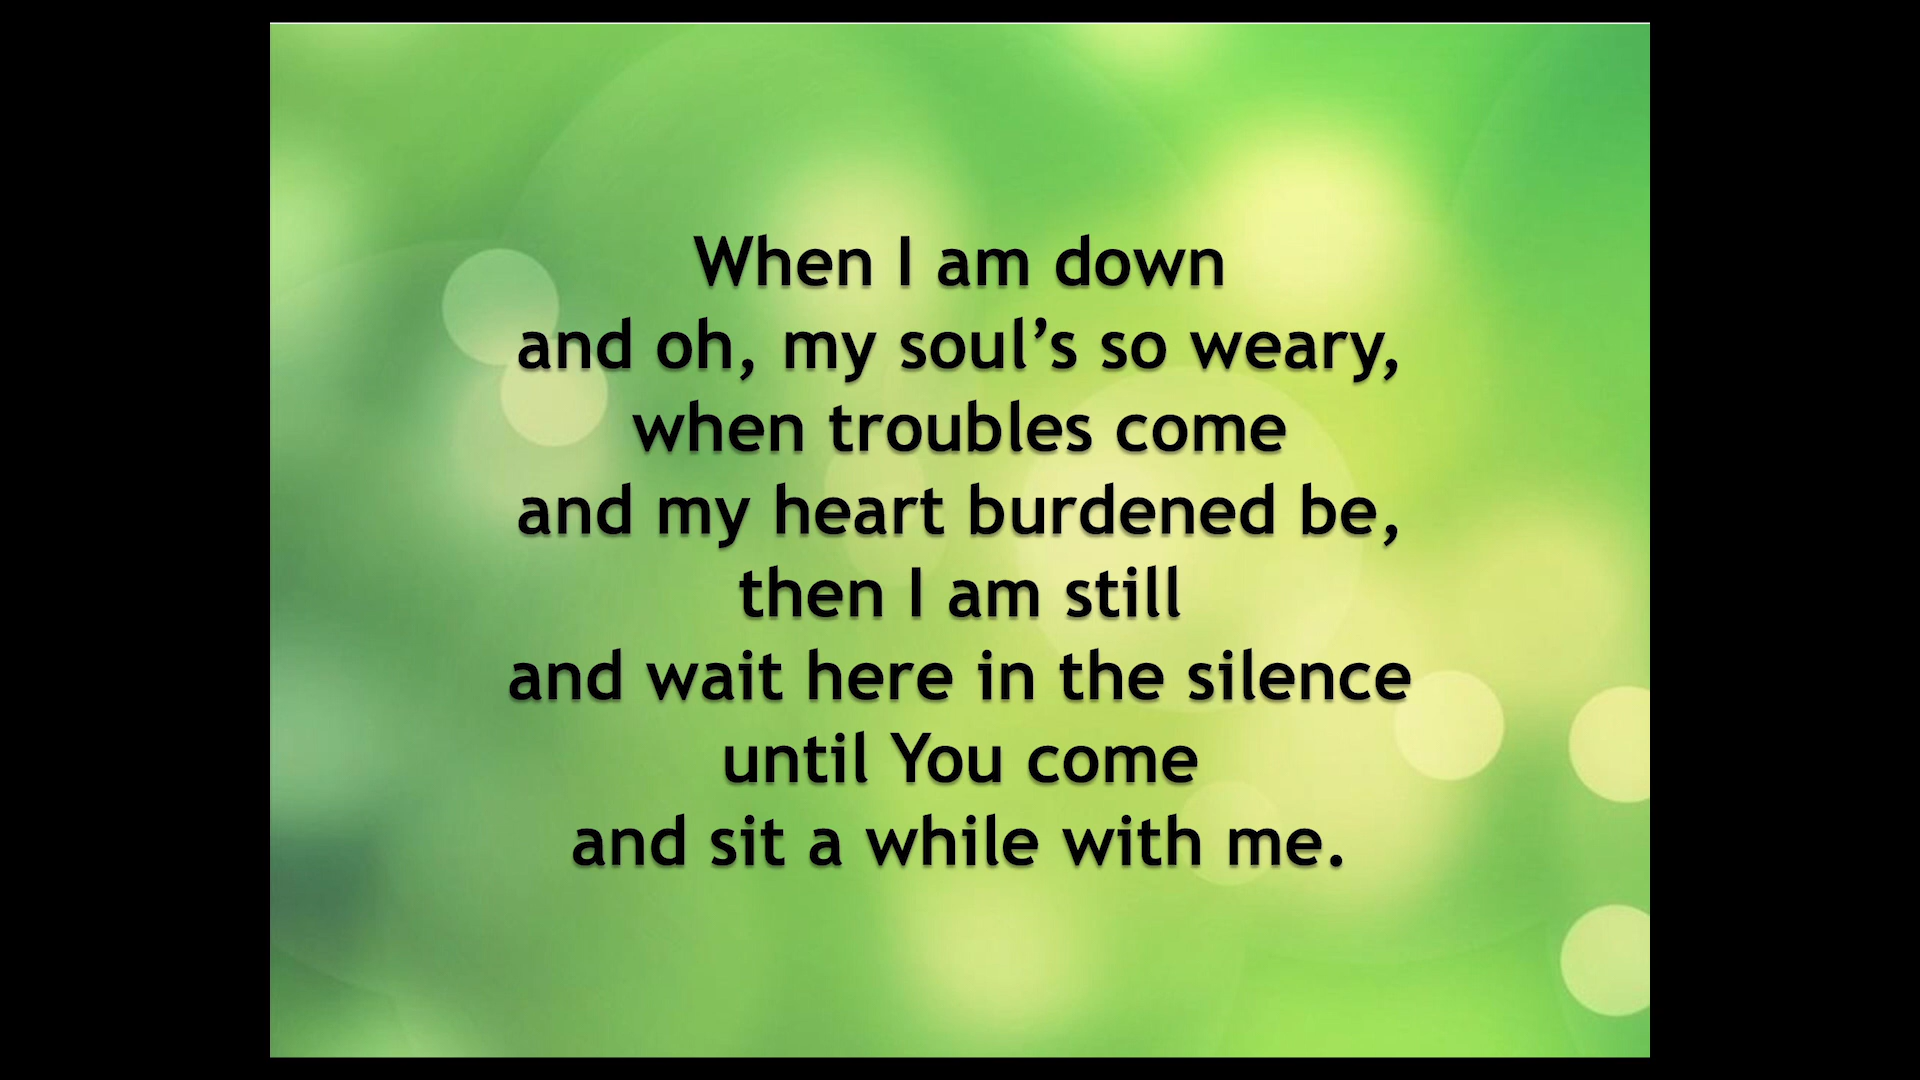 When I am down
and oh, my soul’s so weary,
when troubles come
and my heart burdened be,
then I am still
and wait here in the silence
until You come
and sit a while with me.